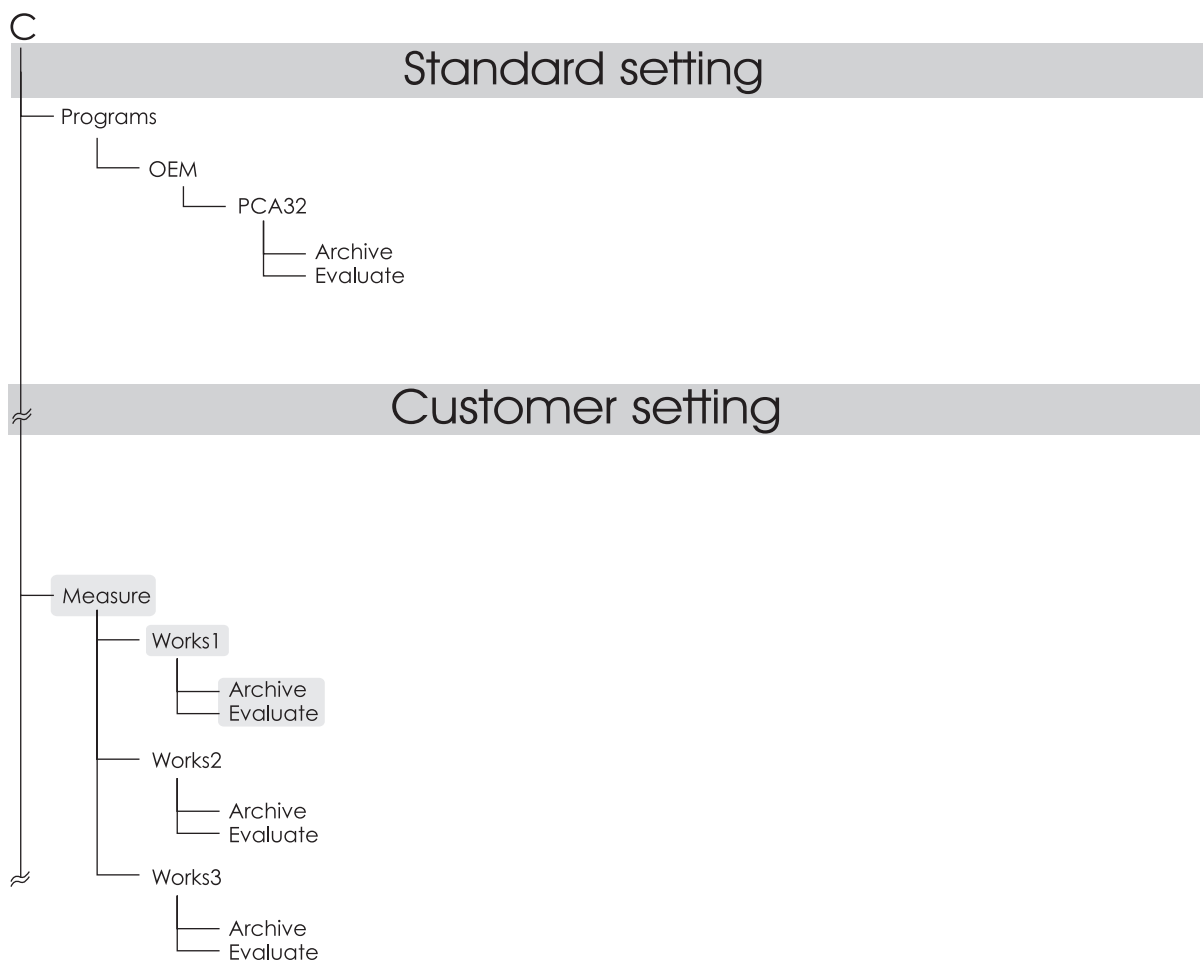 C
Standard setting
Programs
OEM
PCA32
Archive
Evaluate
Customer setting
Measure
Works1
Archive
Evaluate
Works2
Archive
Evaluate
Works3
Archive
Evaluate